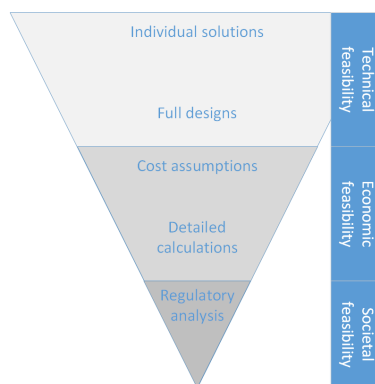 Individual solutions
Full designs
Cost assumptions
Detailed
calculations
Regulatory
analysis
Technical
feasibility
Economic
feasibility
Societal
feasibility